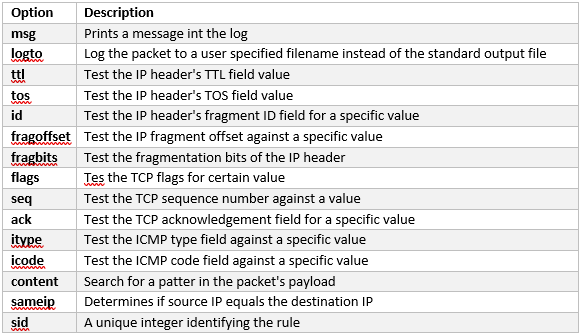 Option Description
msg Prints a message int the log
logto Log the packet to a user specified filename instead of the standard output file
ttl Test the IP header's TTL field value
tos Test the IP header's TOS field value
id Test the IP header's fragment ID field for a specific value
fragoffset Test the IP fragment offset against a specific value
fragbits Test the fragmentation bits of the IP header
flags Tes the TCP flags for certain value
seq Test the TCP sequence number against a value
ack Test the TCP acknowledgement field for a specific value
itype Test the ICMP type field against a specific value
icode Test the ICMP code field against a specific value
content Search for a patter in the packet's payload
sameip Determines if source IP equals the destination IP
sid A unique integer identifying the rule